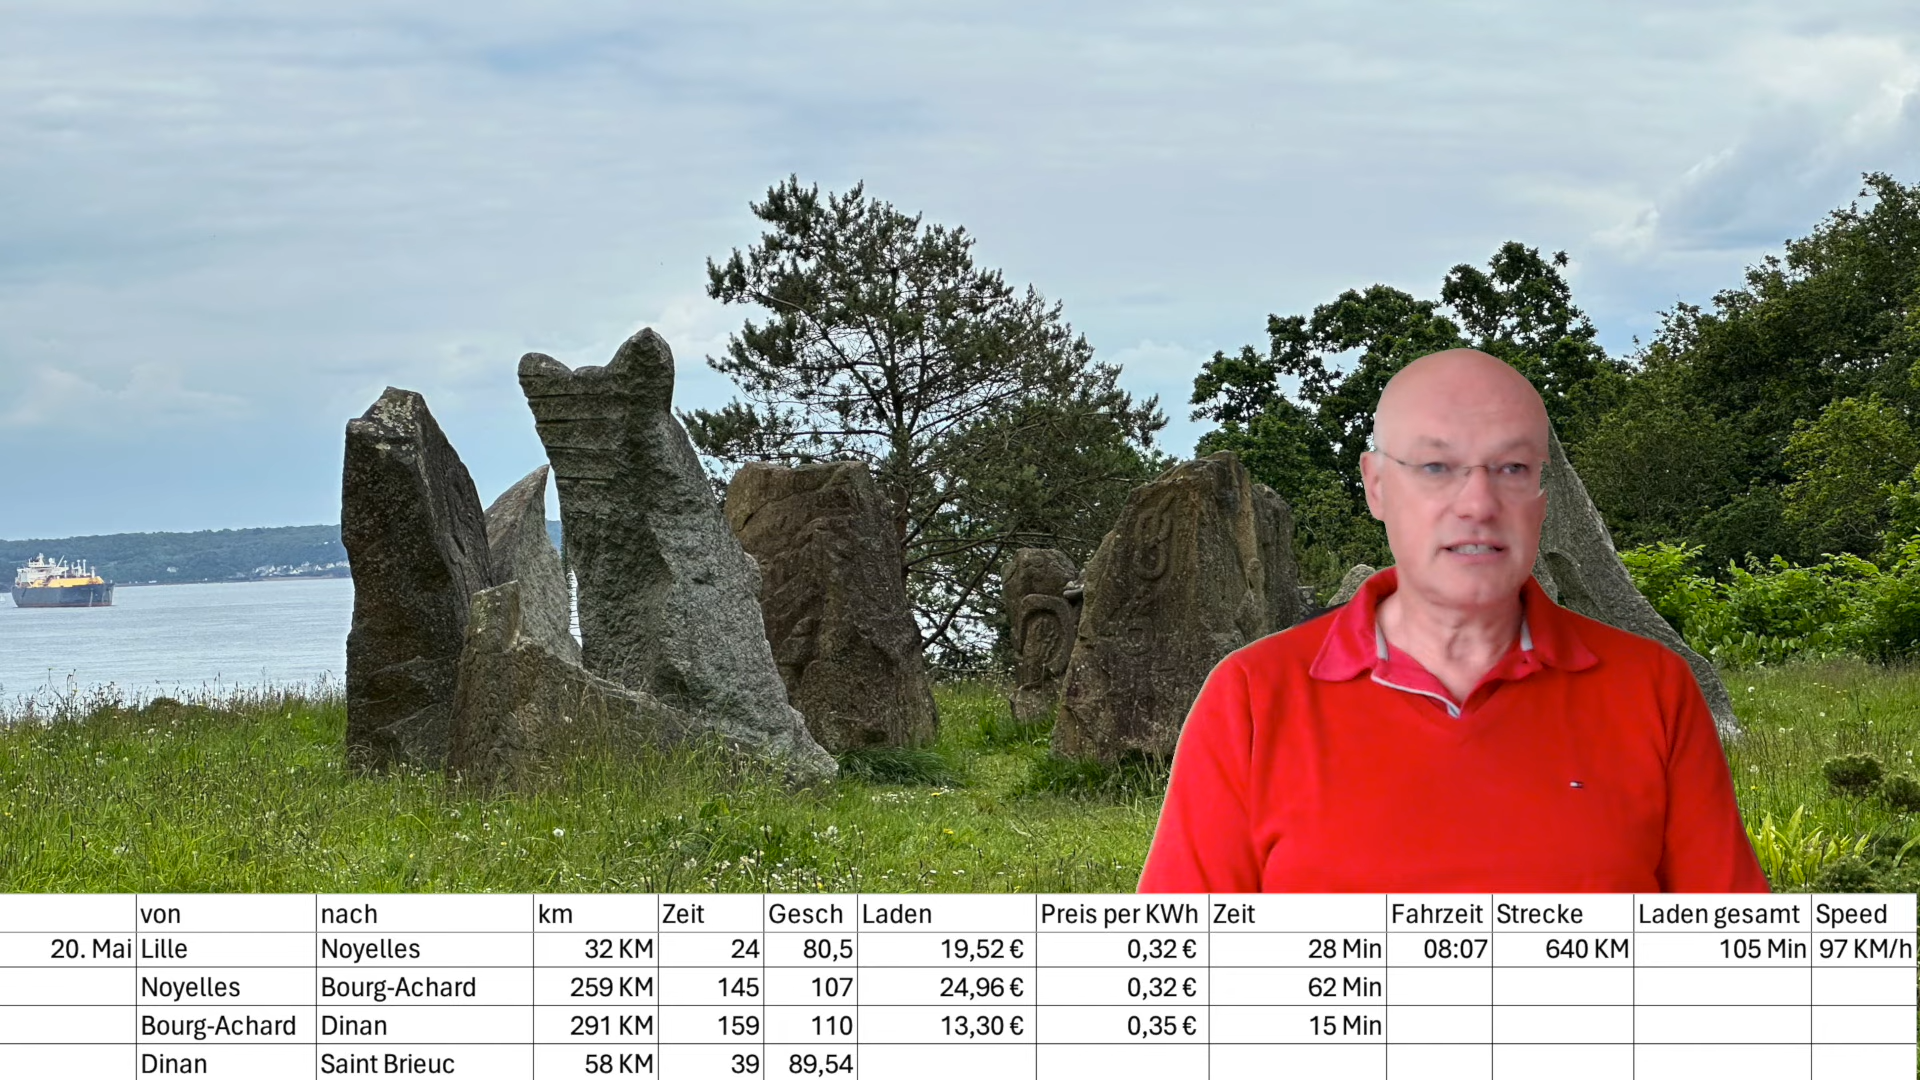 von nach km Zeit Gesch Laden Preis per KWh Zeit Fahrzeit Strecke Laden gesamt Speed
20. Mai Lille Noyelles 32 KM 24 80,5 19,52 € 0,32 € 28 Min 08:07 640 KM 105 Min 97 KM/h
Noyelles Bourg-Achard 259 KM 145 107 24,96 € 0,32 € 62 Min
Bourg-Achard Dinan 291 KM 159 110 13,30 € 0,35 € 15 Min
Dinan Saint Brieuc 58 KM 39 89,54